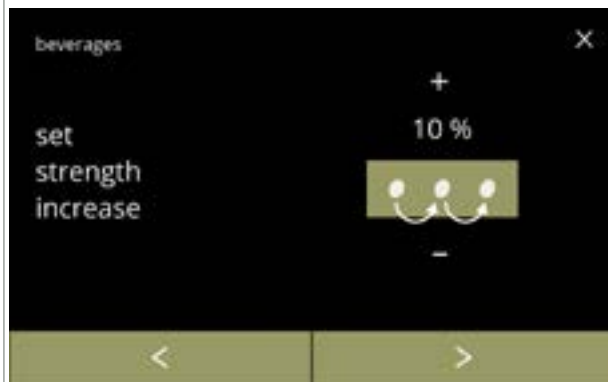 beverages
×
+
10 %
set
strength
increase
−
<
>